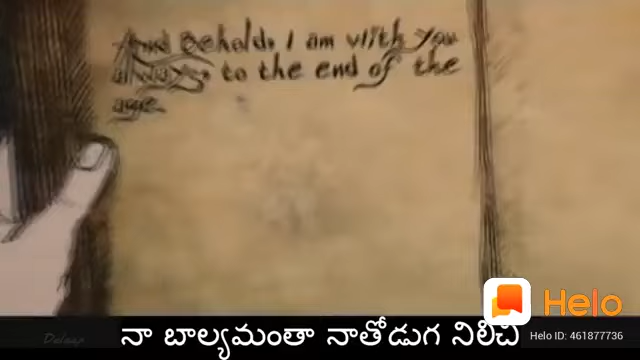 And Behold, I am with you
always, to the end of the
age.
నా బాల్యమంతా నాతోడుగ నిలిచి
Helo
Helo ID: 461877736